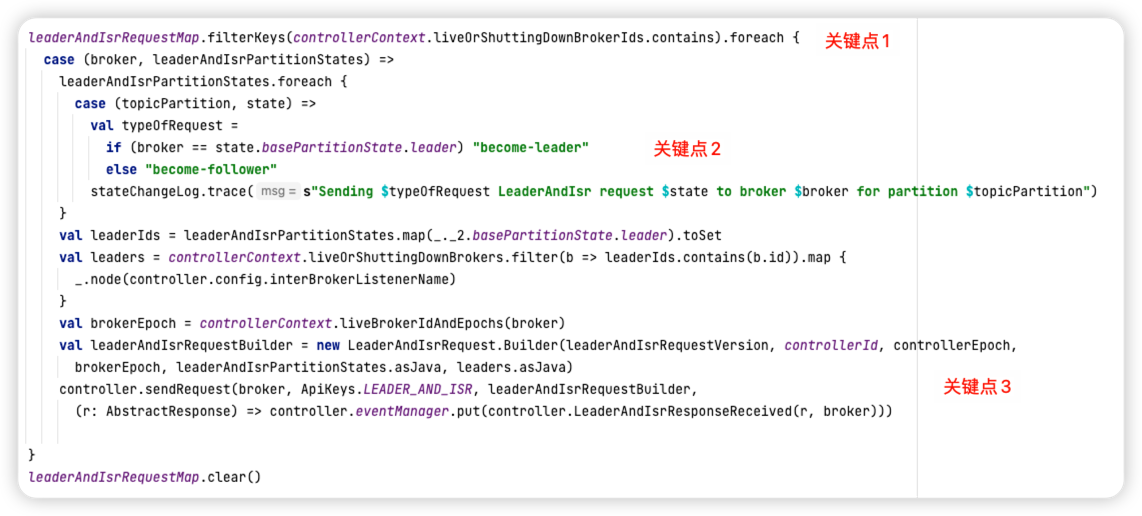 leaderAndIsrRequestMap.filterKeys(controllerContext.liveOrShuttingDownBrokerIds.contains).foreach { 关键点1
case (broker, leaderAndIsrPartitionStates) =>
leaderAndIsrPartitionStates.foreach {
case (topicPartition, state) =>
val typeOfRequest =
if (broker == state.basePartitionState.leader) "become-leader" 关键点2
else "become-follower"
stateChangeLog.trace( msg = s"Sending $typeOfRequest LeaderAndIsr request $state to broker $broker for partition $topicPartition")
}
val leaderIds = leaderAndIsrPartitionStates.map(_._2.basePartitionState.leader).toSet
val leaders = controllerContext.liveOrShuttingDownBrokers.filter(b => leaderIds.contains(b.id)).map {
_.node(controller.config.interBrokerListenerName)
}
val brokerEpoch = controllerContext.liveBrokerIdAndEpochs(broker)
val leaderAndIsrRequestBuilder = new LeaderAndIsrRequest.Builder(leaderAndIsrRequestVersion, controllerId, controllerEpoch,
brokerEpoch, leaderAndIsrPartitionStates.asJava, leaders.asJava)
controller.sendRequest(broker, ApiKeys.LEADER_AND_ISR, leaderAndIsrRequestBuilder, 关键点3
(r: AbstractResponse) => controller.eventManager.put(controller.LeaderAndIsrResponseReceived(r, broker)))
}
leaderAndIsrRequestMap.clear()